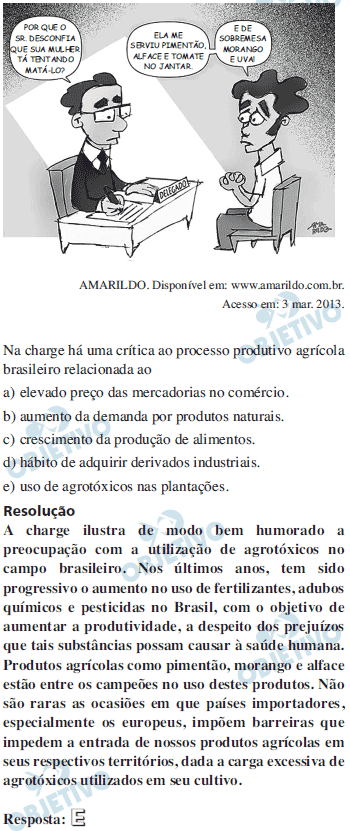 POR QUE O
SR. DESCONFIA
QUE SUA MULHER
TÁ TENTANDO
MATÁ-LO?
ELA ME
SERVIU PIMENTÃO,
ALFACE E TOMATE
NO JANTAR.
E DE
SOBREMESA
MORANGO
E UVA!
DELEGADO
AMA
RILDO
AMARILDO. Disponível em: www.amarildo.com.br.
Acesso em: 3 mar. 2013.
Na charge há uma crítica ao processo produtivo agrícola
brasileiro relacionada ao
a) elevado preço das mercadorias no comércio.
b) aumento da demanda por produtos naturais.
c) crescimento da produção de alimentos.
d) hábito de adquirir derivados industriais.
e) uso de agrotóxicos nas plantações.
Resolução
A charge ilustra de modo bem humorado a
preocupação com a utilização de agrotóxicos no
campo brasileiro. Nos últimos anos, tem sido
progressivo o aumento no uso de fertilizantes, adubos
químicos e pesticidas no Brasil, com o objetivo de
aumentar a produtividade, a despeito dos prejuízos
que tais substâncias possam causar à saúde humana.
Produtos agrícolas como pimentão, morango e alface
estão entre os campeões no uso destes produtos. Não
são raras as ocasiões em que países importadores,
especialmente os europeus, impõem barreiras que
impedem a entrada de nossos produtos agrícolas em
seus respectivos territórios, dada a carga excessiva de
agrotóxicos utilizados em seu cultivo.
Resposta: E
OBJETIVO
OBJETIVO
OBJETIVO
OBJETIVO
OBJETIVO
OBJETIVO